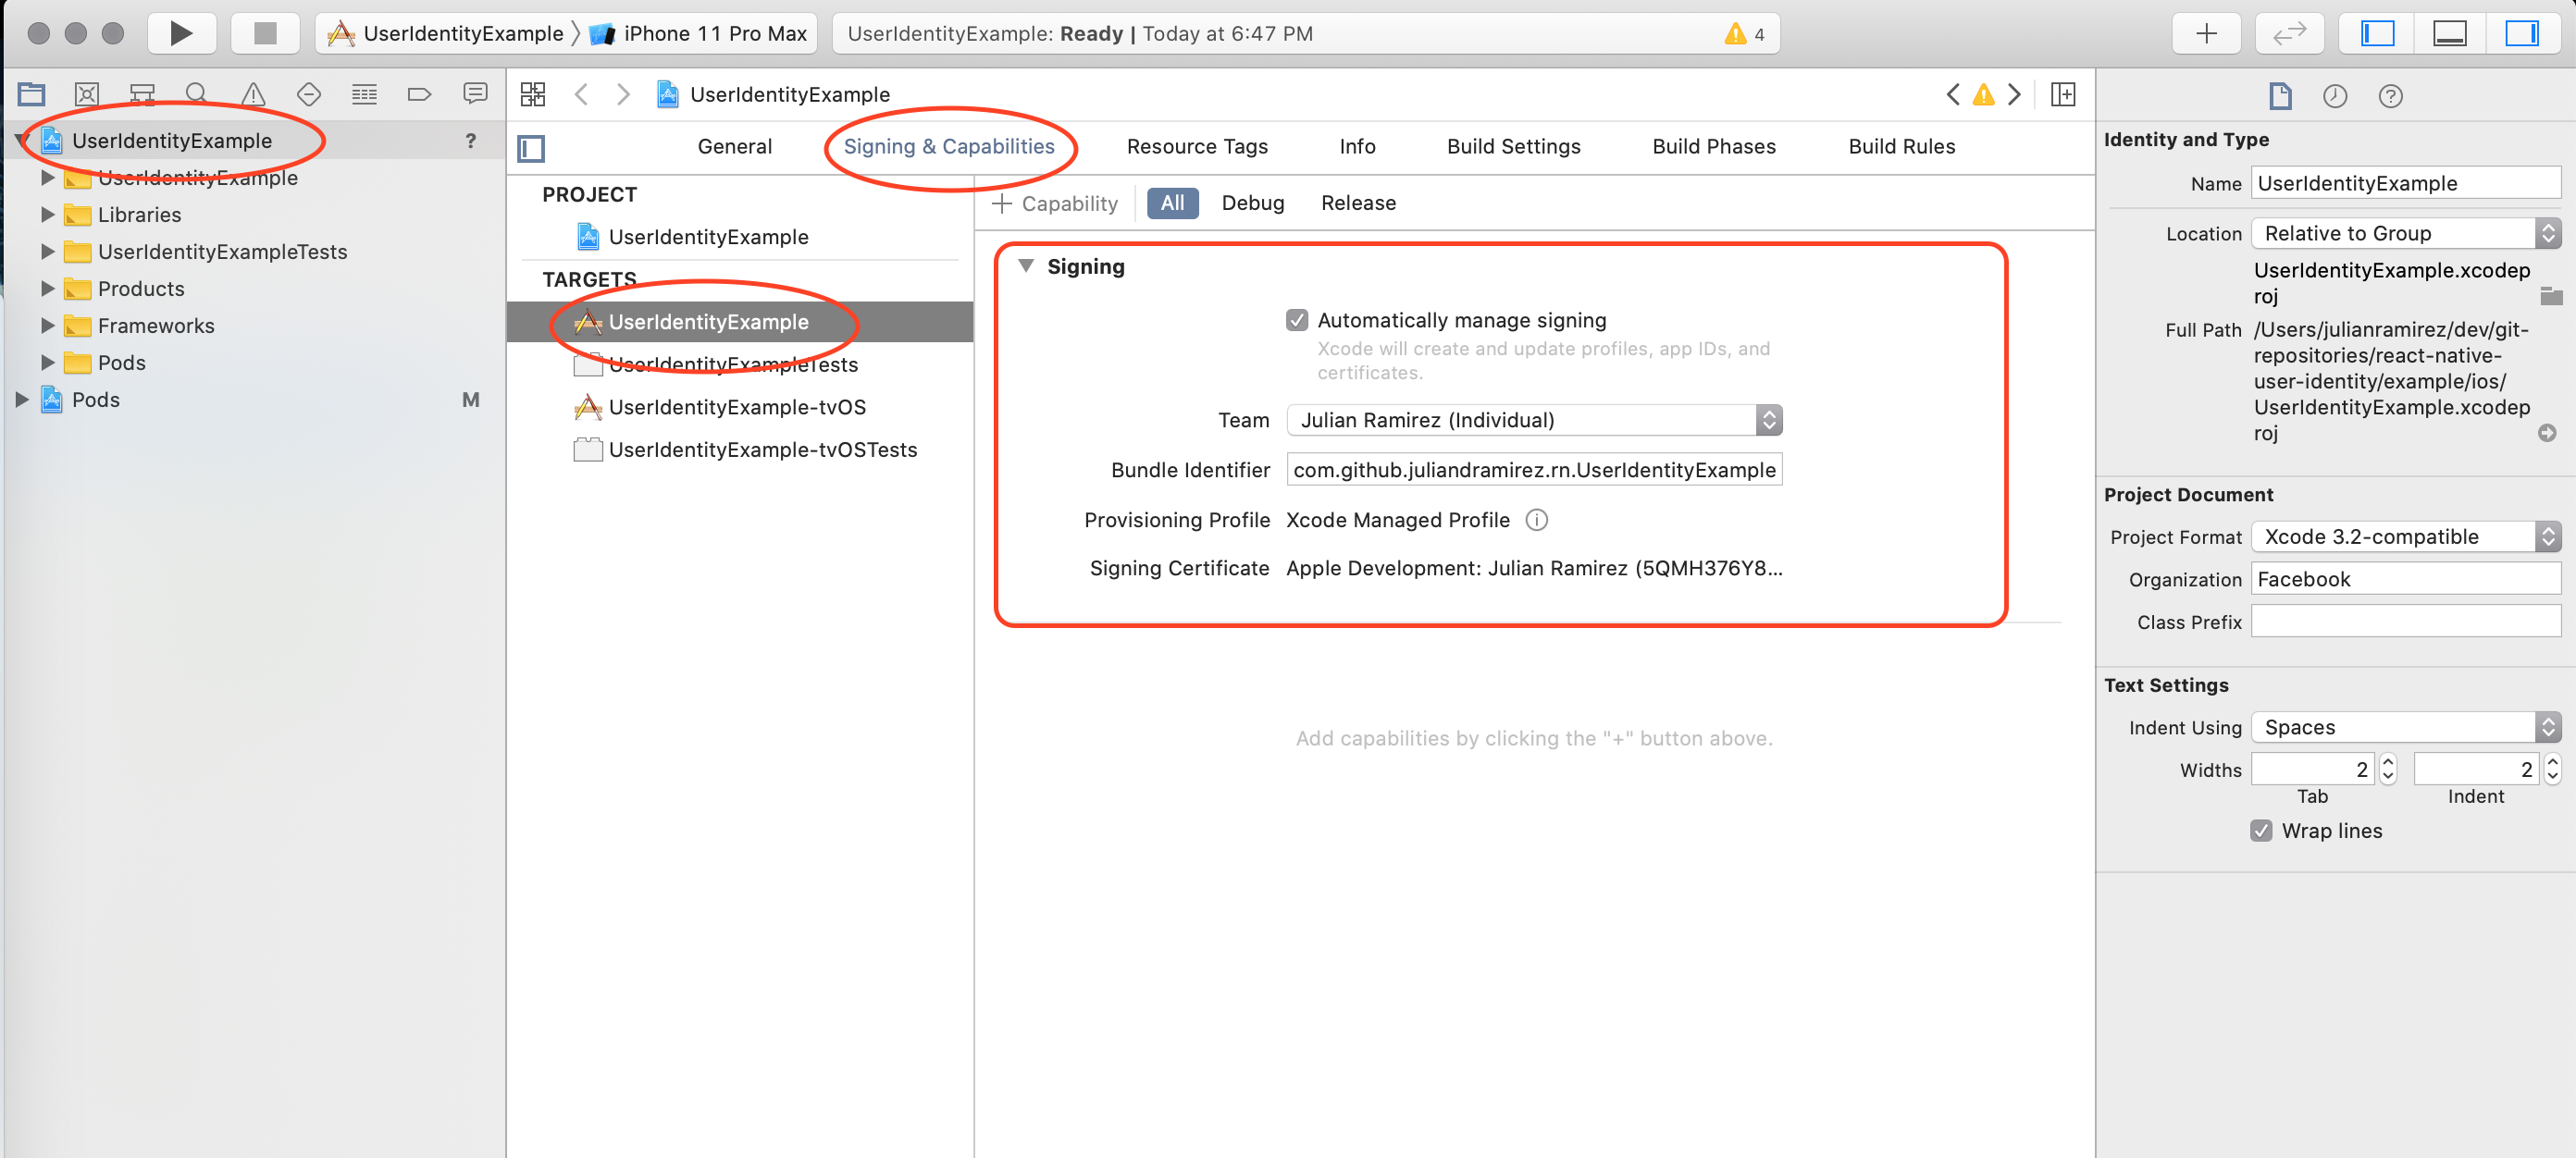 UserIdentityExample
iPhone 11 Pro Max
UserIdentityExample: Ready | Today at 6:47 PM
4
UserIdentityExample
?
UserIdentityExample
Libraries
UserIdentityExampleTests
Products
Frameworks
Pods
Pods
M
UserIdentityExample
General
Signing & Capabilities
Resource Tags
Info
Build Settings
Build Phases
Build Rules
PROJECT
UserIdentityExample
TARGETS
UserIdentityExample
UserIdentityExampleTests
UserIdentityExample-tvOS
UserIdentityExample-tvOSTests
+ Capability
All
Debug
Release
Signing
Automatically manage signing
Xcode will create and update profiles, app IDs, and
certificates.
Team
Julian Ramirez (Individual)
Bundle Identifier
com.github.juliandramirez.rn.UserIdentityExample
Provisioning Profile
Xcode Managed Profile
Signing Certificate
Apple Development: Julian Ramirez (5QMH376Y8...
Add capabilities by clicking the "+" button above.
Identity and Type
Name
UserIdentityExample
Location
Relative to Group
UserIdentityExample.xcodep
roj
Full Path
/Users/julianramirez/dev/git-
repositories/react-native-
user-identity/example/ios/
UserIdentityExample.xcodep
roj
Project Document
Project Format
Xcode 3.2-compatible
Organization
Facebook
Class Prefix
Text Settings
Indent Using
Spaces
Widths
2
2
Tab
Indent
Wrap lines